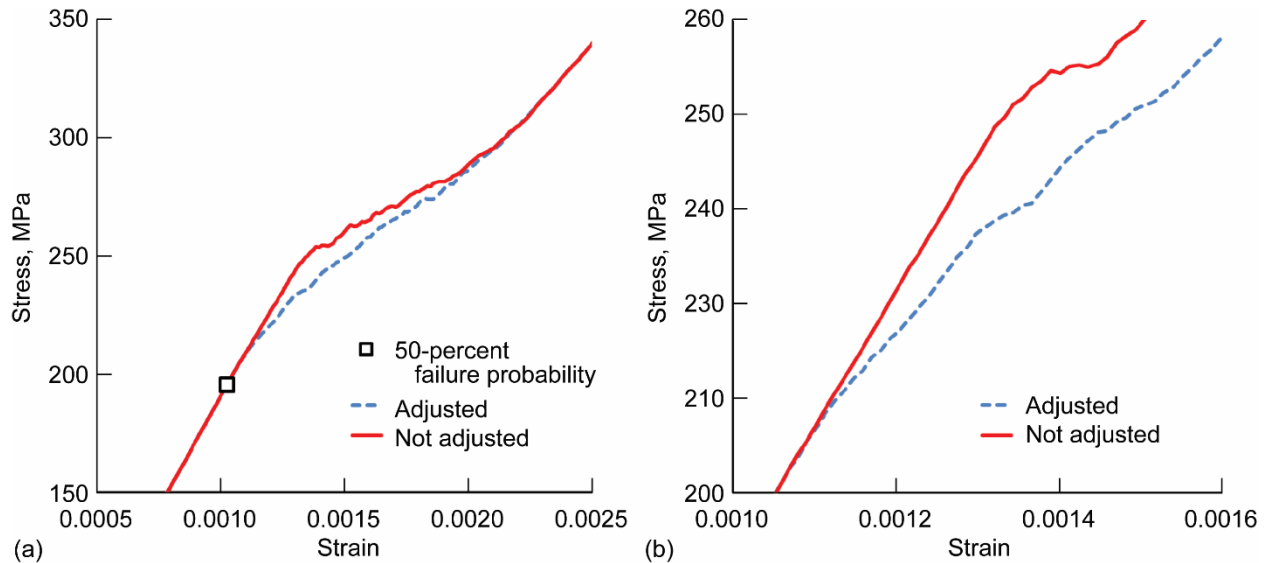 350
300
250
200
150
Stress, MPa
0.0005
0.0010
0.0015
0.0020
0.0025
Strain
50-percent
failure probability
Adjusted
Not adjusted
(a)
260
250
240
230
210
200
Stress, MPa
0.0010
0.0012
0.0014
0.0016
Strain
Adjusted
Not adjusted
(b)